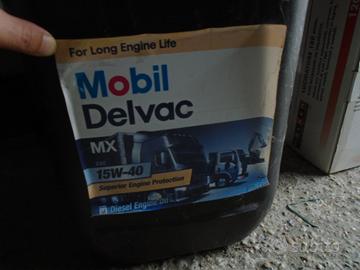 For Long Engine Life
Mobil
Delvac
MX
15W-40
Superior Engine Protection
Diesel Engine Oil